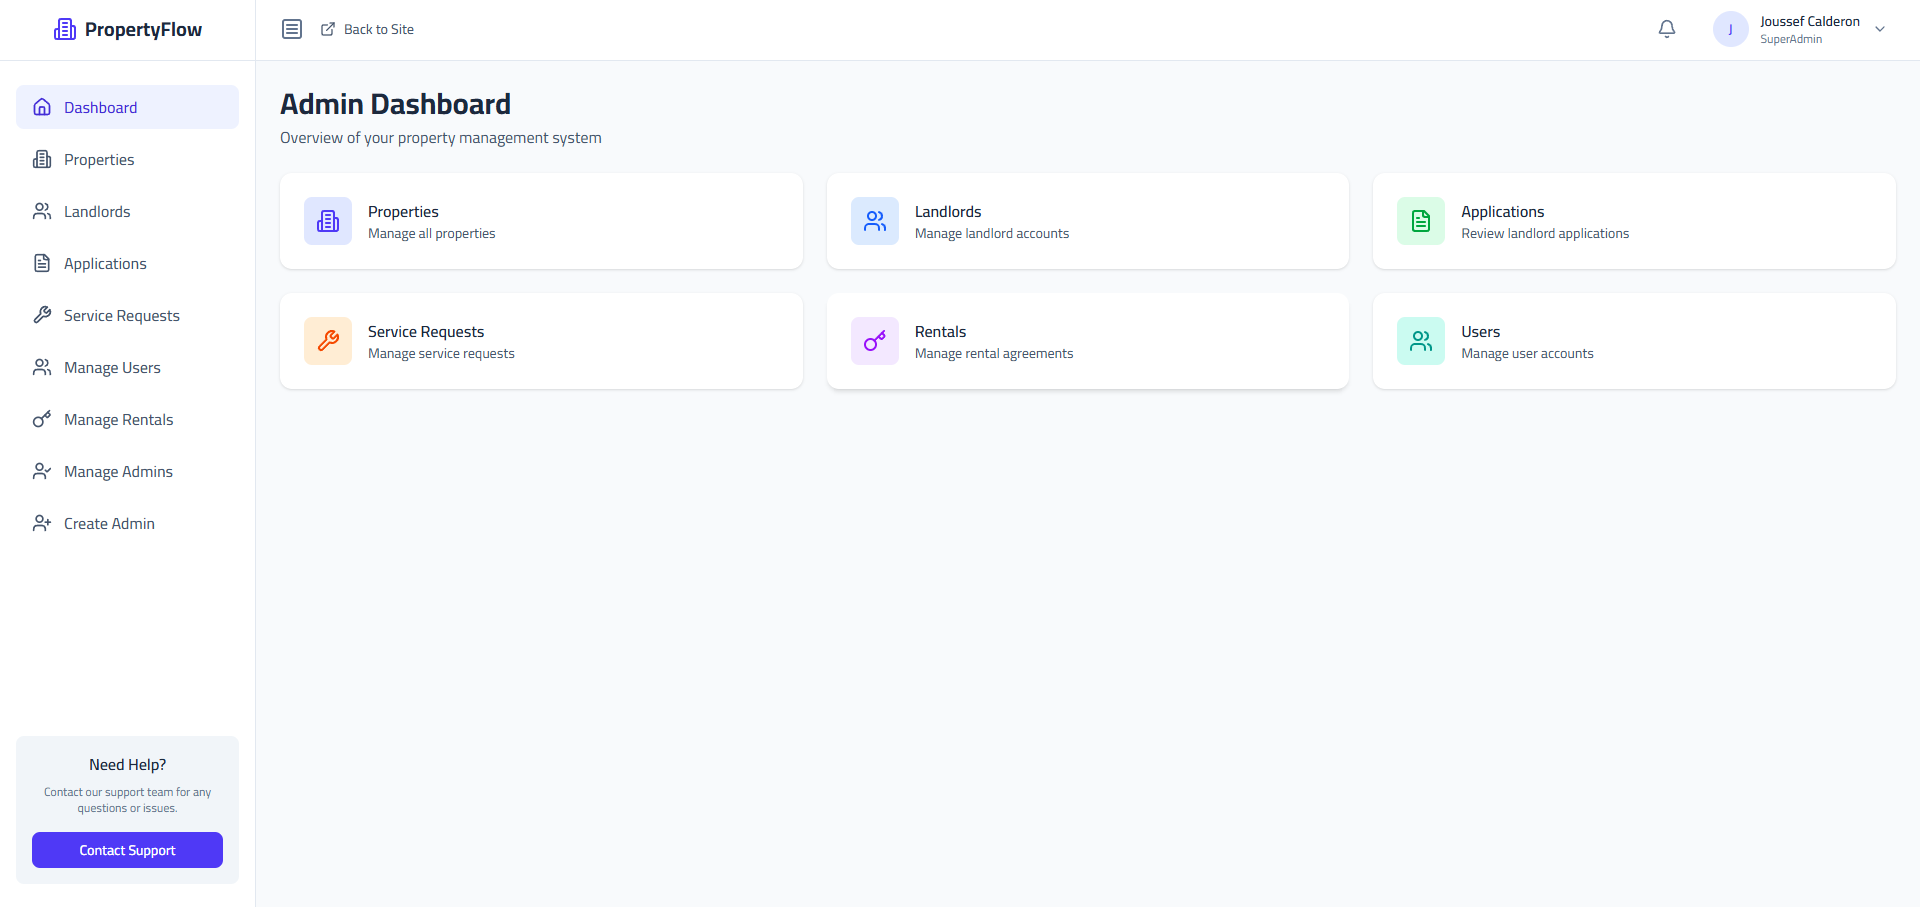 PropertyFlow
Back to Site
J
Joussef Calderon
SuperAdmin
Dashboard
Properties
Landlords
Applications
Service Requests
Manage Users
Manage Rentals
Manage Admins
Create Admin
Need Help?
Contact our support team for any
questions or issues.
Contact Support
Admin Dashboard
Overview of your property management system
Properties
Manage all properties
Landlords
Manage landlord accounts
Applications
Review landlord applications
Service Requests
Manage service requests
Rentals
Manage rental agreements
Users
Manage user accounts